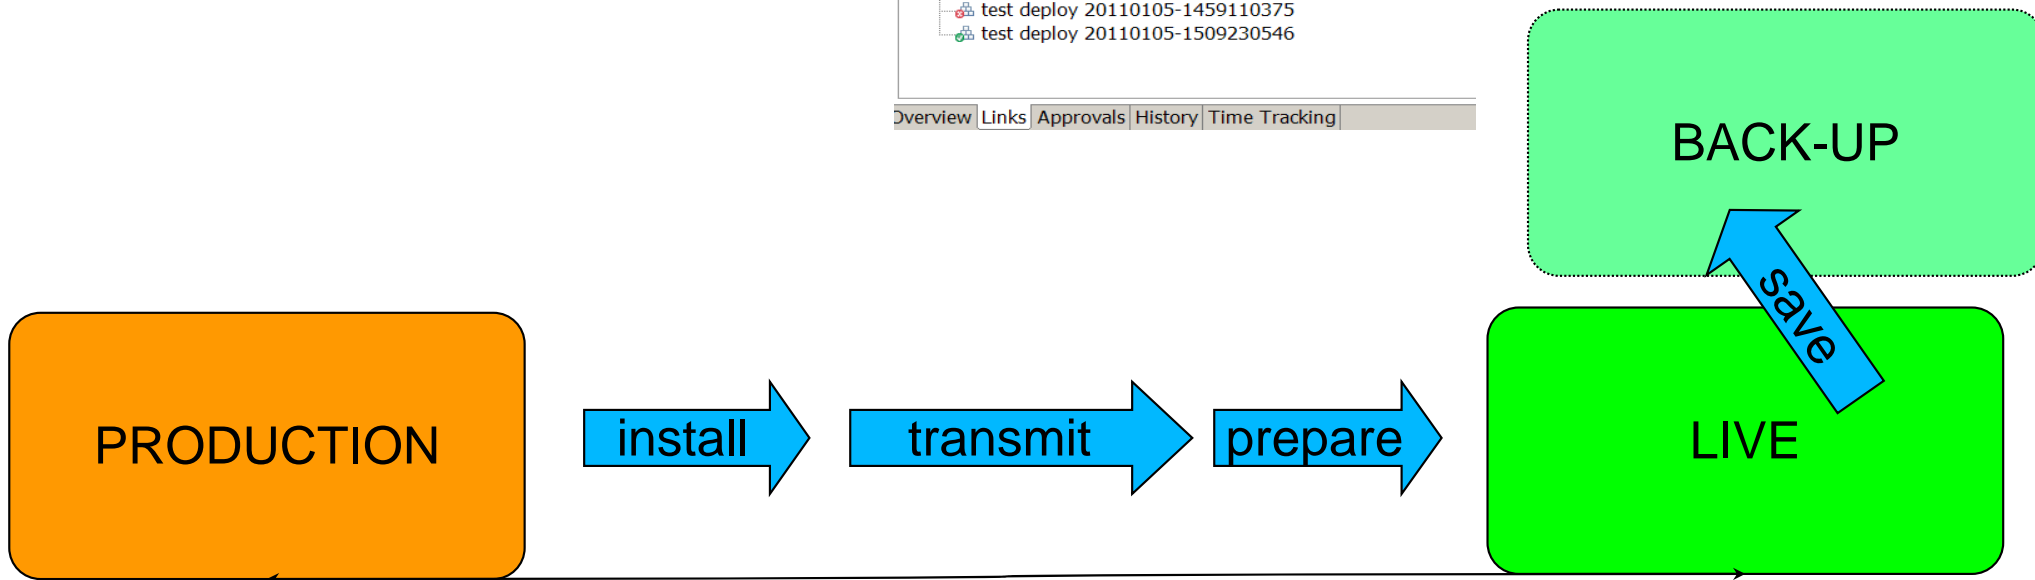 test deploy 20110105-1459110375
test deploy 20110105-1509230546
Overview Links Approvals History Time Tracking
BACK-UP
save
PRODUCTION
install
transmit
prepare
LIVE